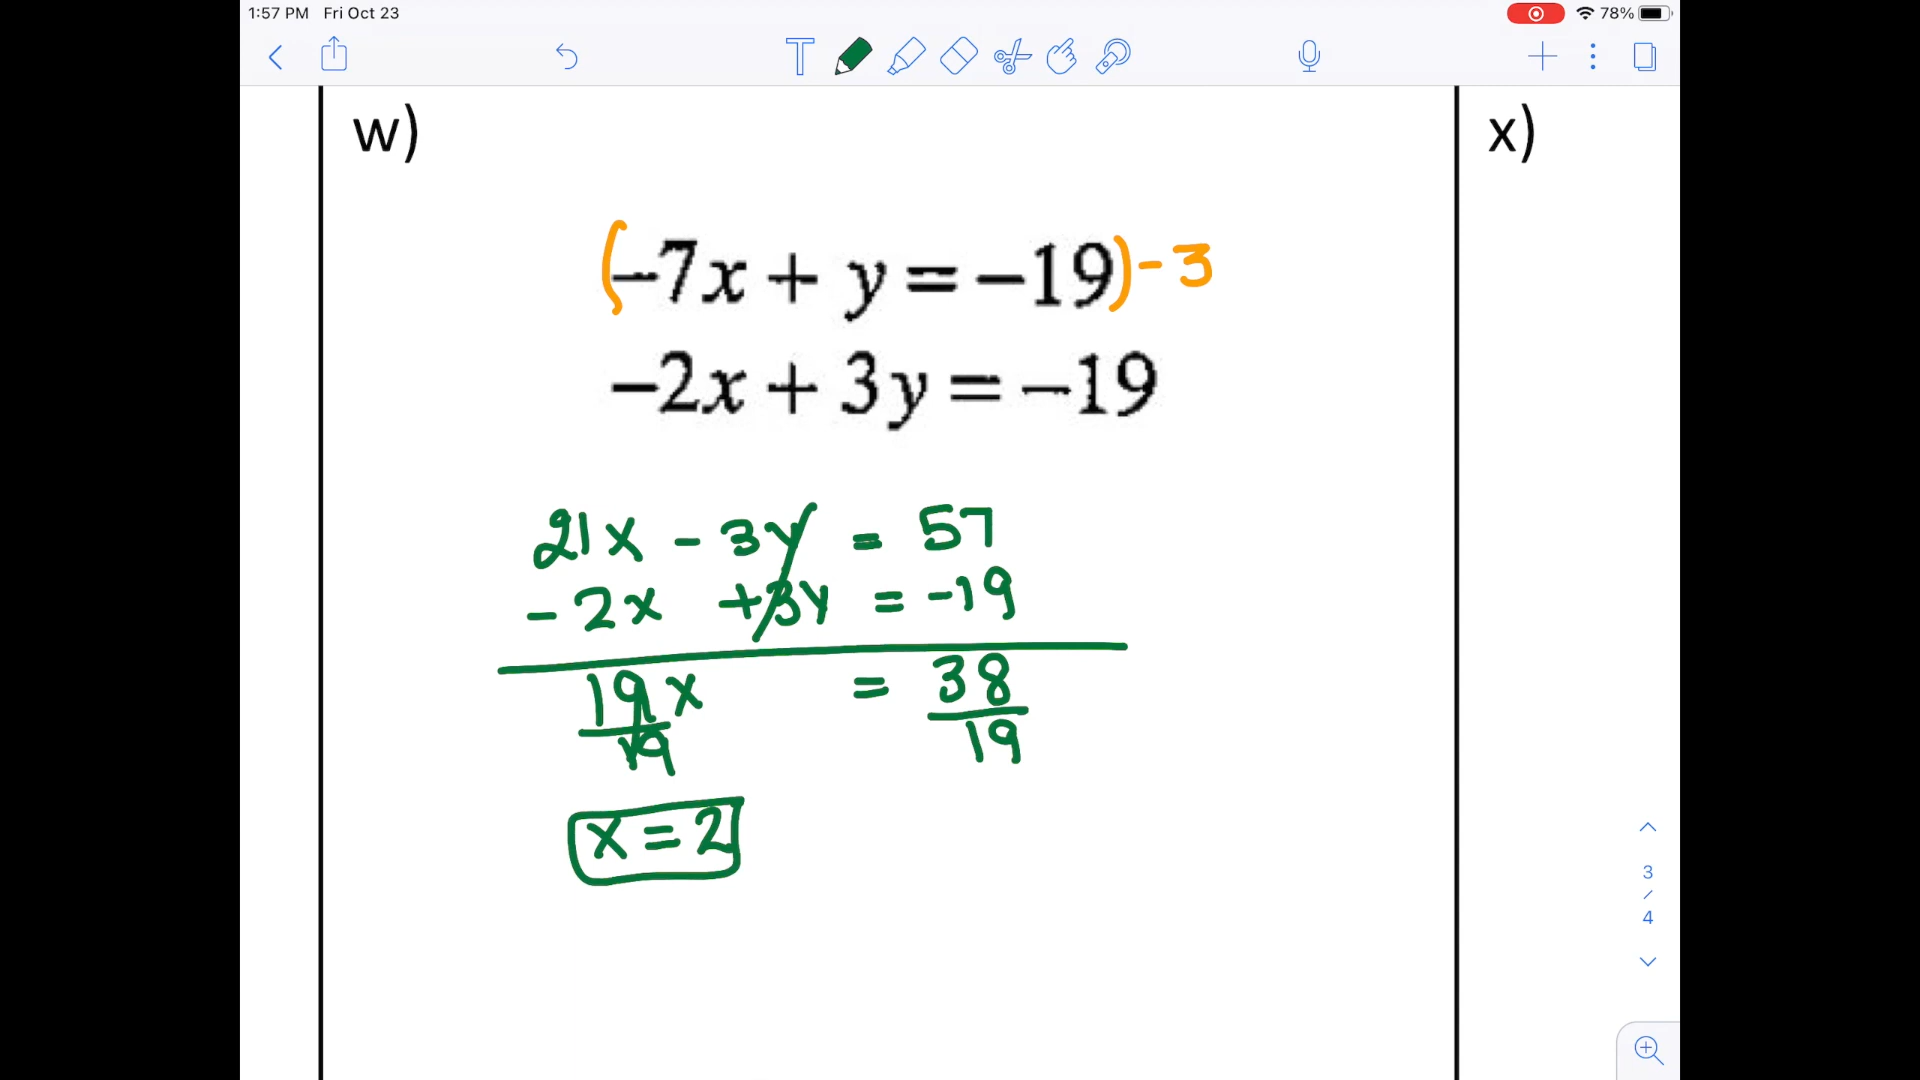 1:57 PM Fri Oct 23
78%
T
w)
x)
(-7x + y = -19) -3
-2x + 3y = -19
21x - 3y = 57
-2x +3y = -19
19x = 38
19 19
x = 2
3
/
4